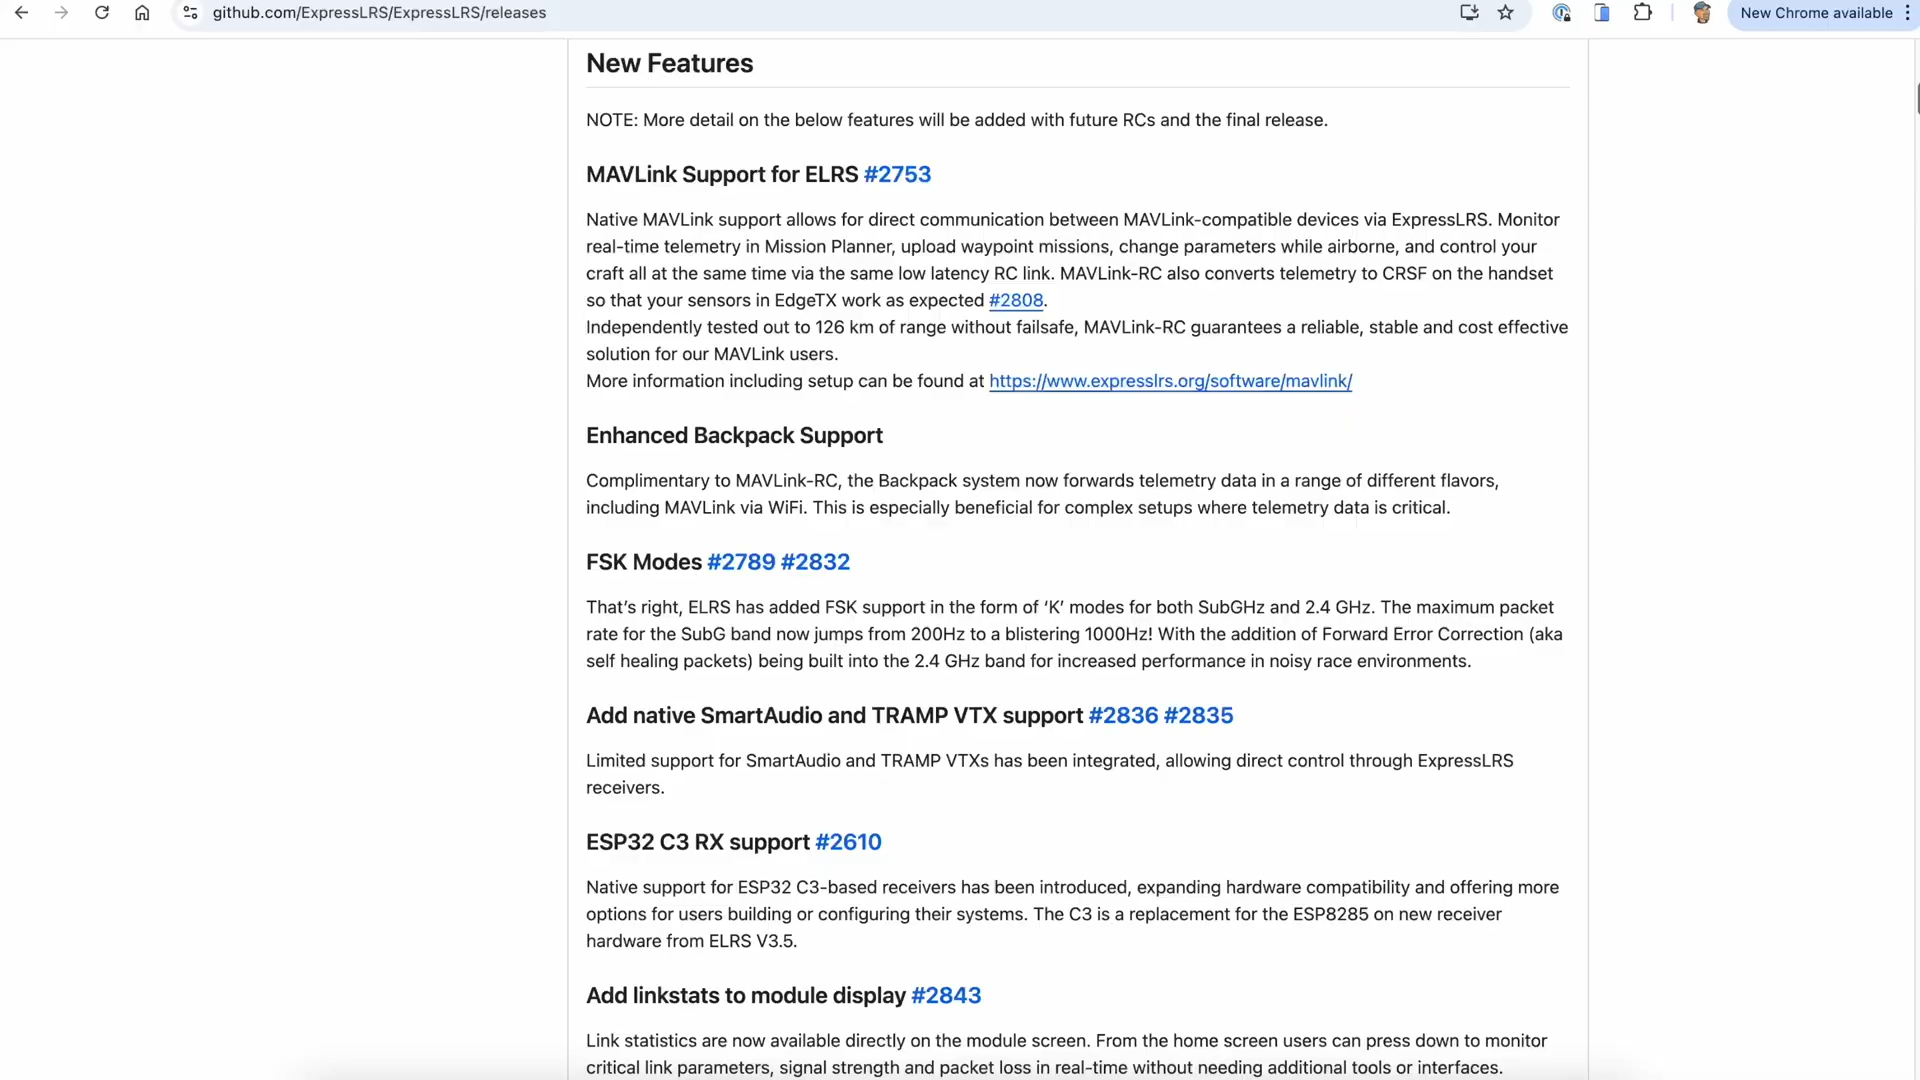 github.com/ExpressLRS/ExpressLRS/releases
New Chrome available
New Features
NOTE: More detail on the below features will be added with future RCs and the final release.
MAVLink Support for ELRS #2753
Native MAVLink support allows for direct communication between MAVLink-compatible devices via ExpressLRS. Monitor
real-time telemetry in Mission Planner, upload waypoint missions, change parameters while airborne, and control your
craft all at the same time via the same low latency RC link. MAVLink-RC also converts telemetry to CRSF on the handset
so that your sensors in EdgeTX work as expected #2808.
Independently tested out to 126 km of range without failsafe, MAVLink-RC guarantees a reliable, stable and cost effective
solution for our MAVLink users.
More information including setup can be found at https://www.expresslrs.org/software/mavlink/
Enhanced Backpack Support
Complimentary to MAVLink-RC, the Backpack system now forwards telemetry data in a range of different flavors,
including MAVLink via WiFi. This is especially beneficial for complex setups where telemetry data is critical.
FSK Modes #2789 #2832
That’s right, ELRS has added FSK support in the form of ‘K’ modes for both SubGHz and 2.4 GHz. The maximum packet
rate for the SubG band now jumps from 200Hz to a blistering 1000Hz! With the addition of Forward Error Correction (aka
self healing packets) being built into the 2.4 GHz band for increased performance in noisy race environments.
Add native SmartAudio and TRAMP VTX support #2836 #2835
Limited support for SmartAudio and TRAMP VTXs has been integrated, allowing direct control through ExpressLRS
receivers.
ESP32 C3 RX support #2610
Native support for ESP32 C3-based receivers has been introduced, expanding hardware compatibility and offering more
options for users building or configuring their systems. The C3 is a replacement for the ESP8285 on new receiver
hardware from ELRS V3.5.
Add linkstats to module display #2843
Link statistics are now available directly on the module screen. From the home screen users can press down to monitor
critical link parameters, signal strength and packet loss in real-time without needing additional tools or interfaces.